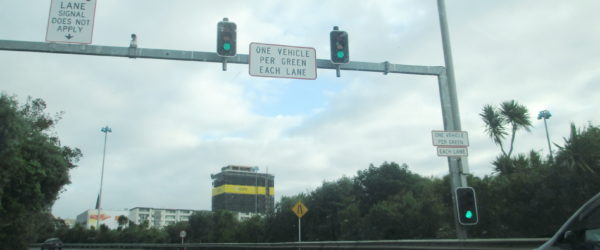 LANE
SIGNAL
DOES NOT
APPLY
ONE VEHICLE
PER GREEN
EACH LANE
ONE VEHICLE
PER GREEN
EACH LANE